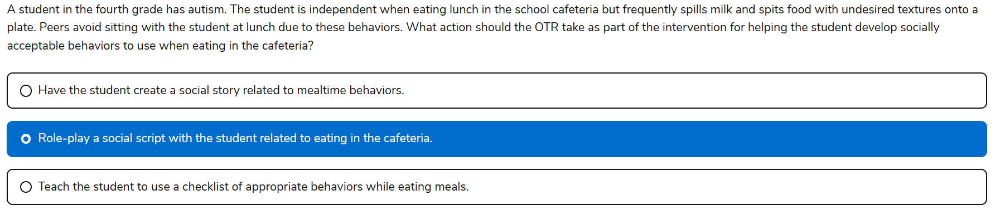 A student in the fourth grade has autism. The student is independent when eating lunch in the school cafeteria but frequently spills milk and spits food with undesired textures onto a
plate. Peers avoid sitting with the student at lunch due to these behaviors. What action should the OTR take as part of the intervention for helping the student develop socially
acceptable behaviors to use when eating in the cafeteria?
Have the student create a social story related to mealtime behaviors.
Role-play a social script with the student related to eating in the cafeteria.
Teach the student to use a checklist of appropriate behaviors while eating meals.